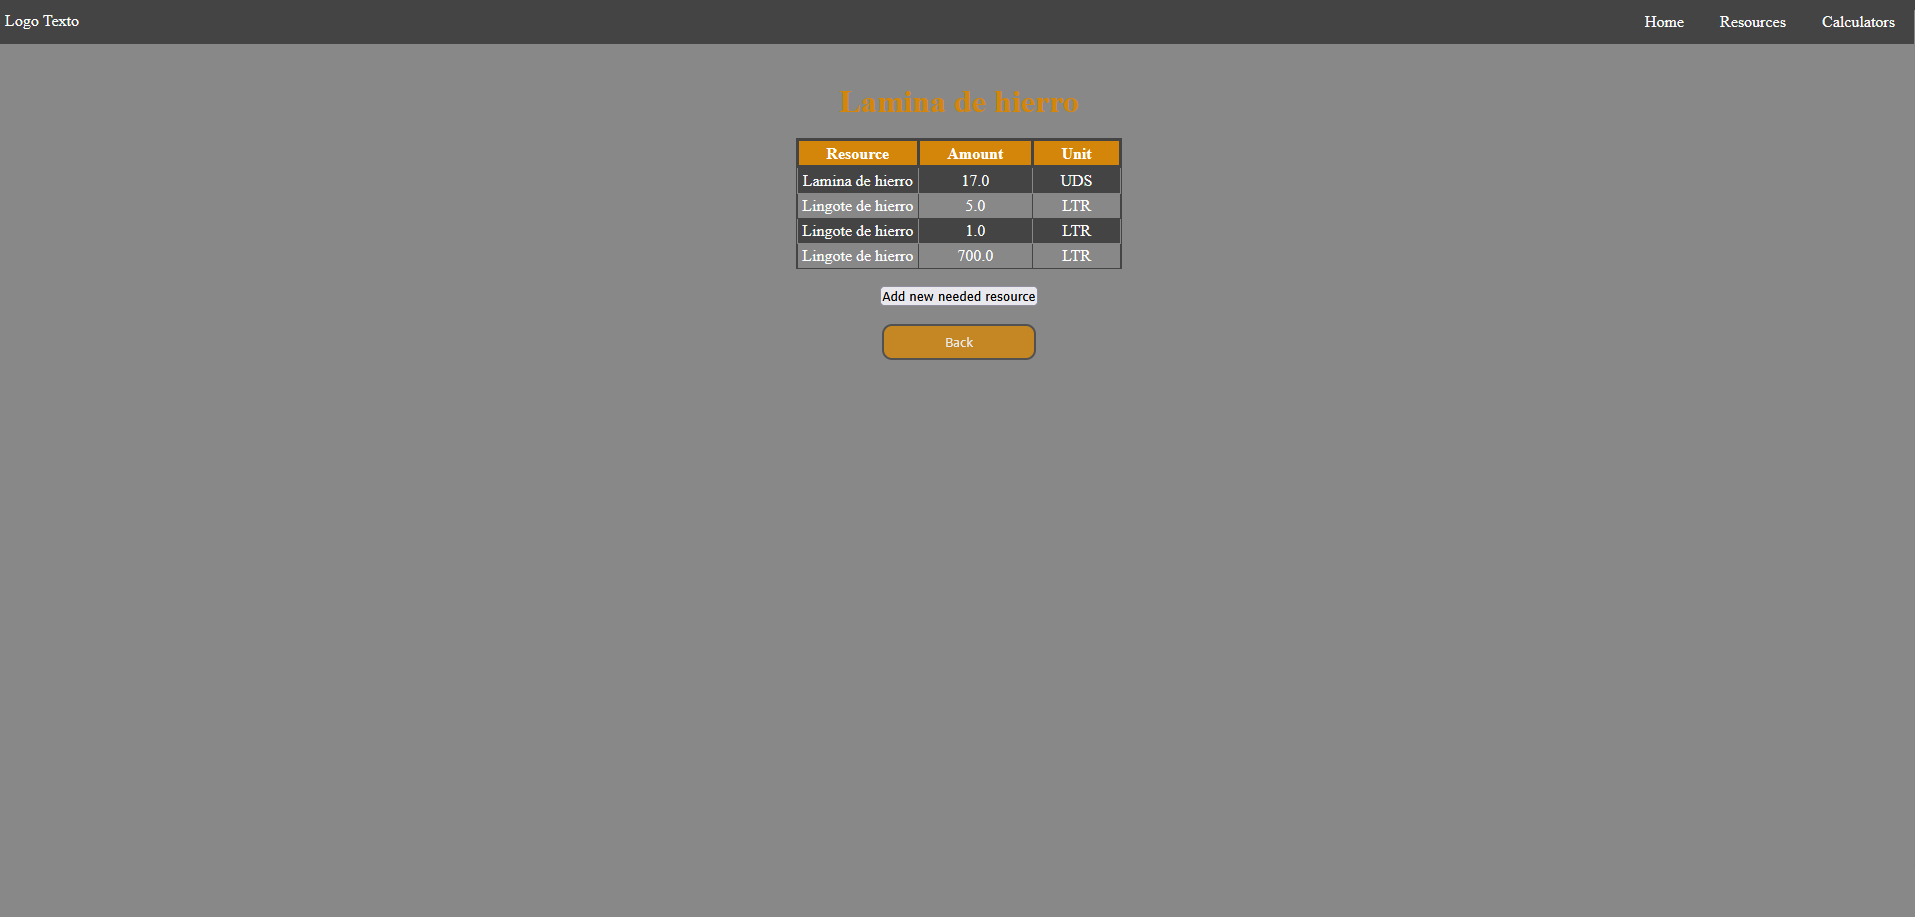 Logo Texto Home Resources Calculators
Lamina de hierro
Resource Amount Unit
Lamina de hierro 17.0 UDS
Lingote de hierro 5.0 LTR
Lingote de hierro 1.0 LTR
Lingote de hierro 700.0 LTR
Add new needed resource
Back